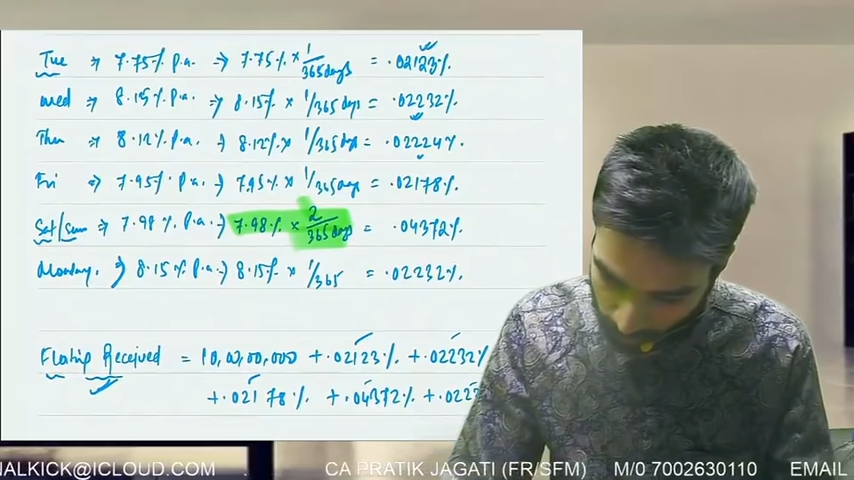 Tue → 7.75% p.a. → 7.75% × 1/365 days = .02123%.
Wed → 8.15% p.a. → 8.15% × 1/365 days = .02232%.
Thu → 8.12% p.a. → 8.12% × 1/365 days = .02224%.
Fri → 7.95% p.a. → 7.95% × 1/365 days = .02178%.
Sat/Sun → 7.98% p.a. → 7.98% × 2/365 days = .04372%.
Monday. → 8.15% p.a. → 8.15% × 1/365 = .02232%.
Floating Received = 10,00,00,000 + .02123% + .02232%
+ .02178% + .04372% + .0223
NALKICK@ICLOUD.COM CA PRATIK JAGATI (FR/SFM) M/0 7002630110 EMAIL